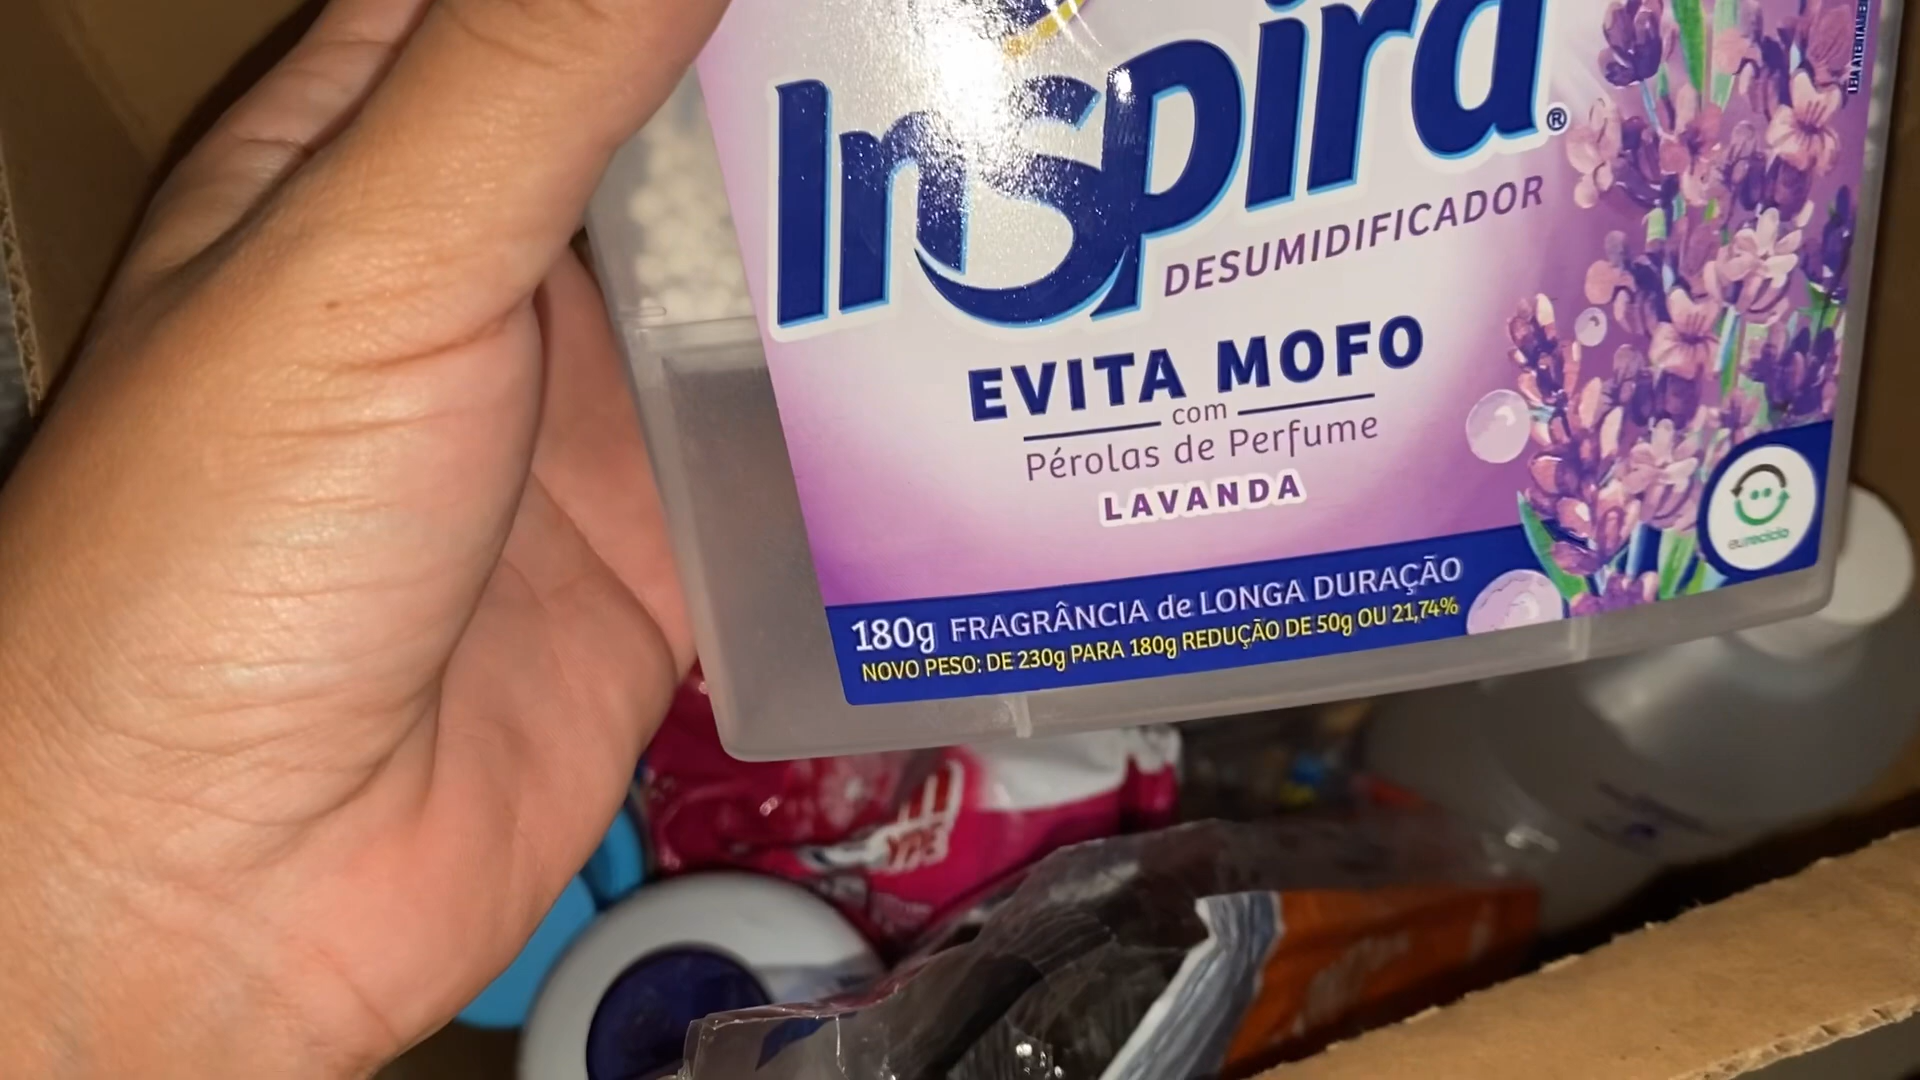 Inspira®
DESUMIDIFICADOR
EVITA MOFO
com
Pérolas de Perfume
LAVANDA
180g FRAGRÂNCIA de LONGA DURAÇÃO
NOVO PESO: DE 230g PARA 180g REDUÇÃO DE 50g OU 21,74%
eureciclo